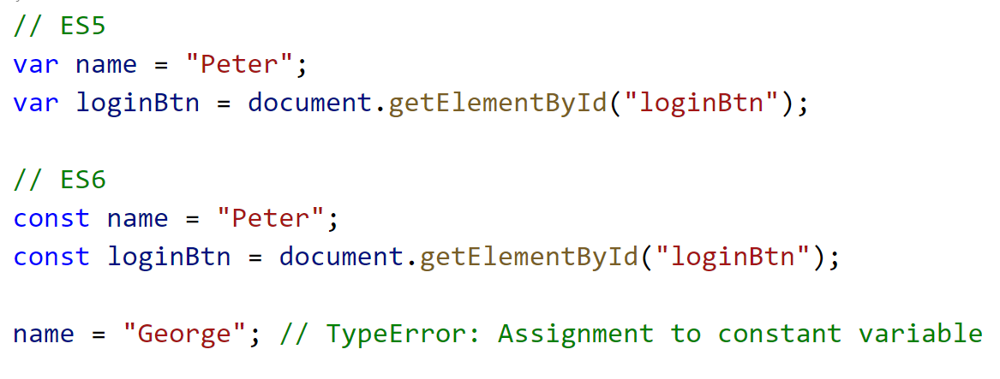 // ES5
var name = "Peter";
var loginBtn = document.getElementById("loginBtn");
// ES6
const name = "Peter";
const loginBtn = document.getElementById("loginBtn");
name = "George"; // TypeError: Assignment to constant variable